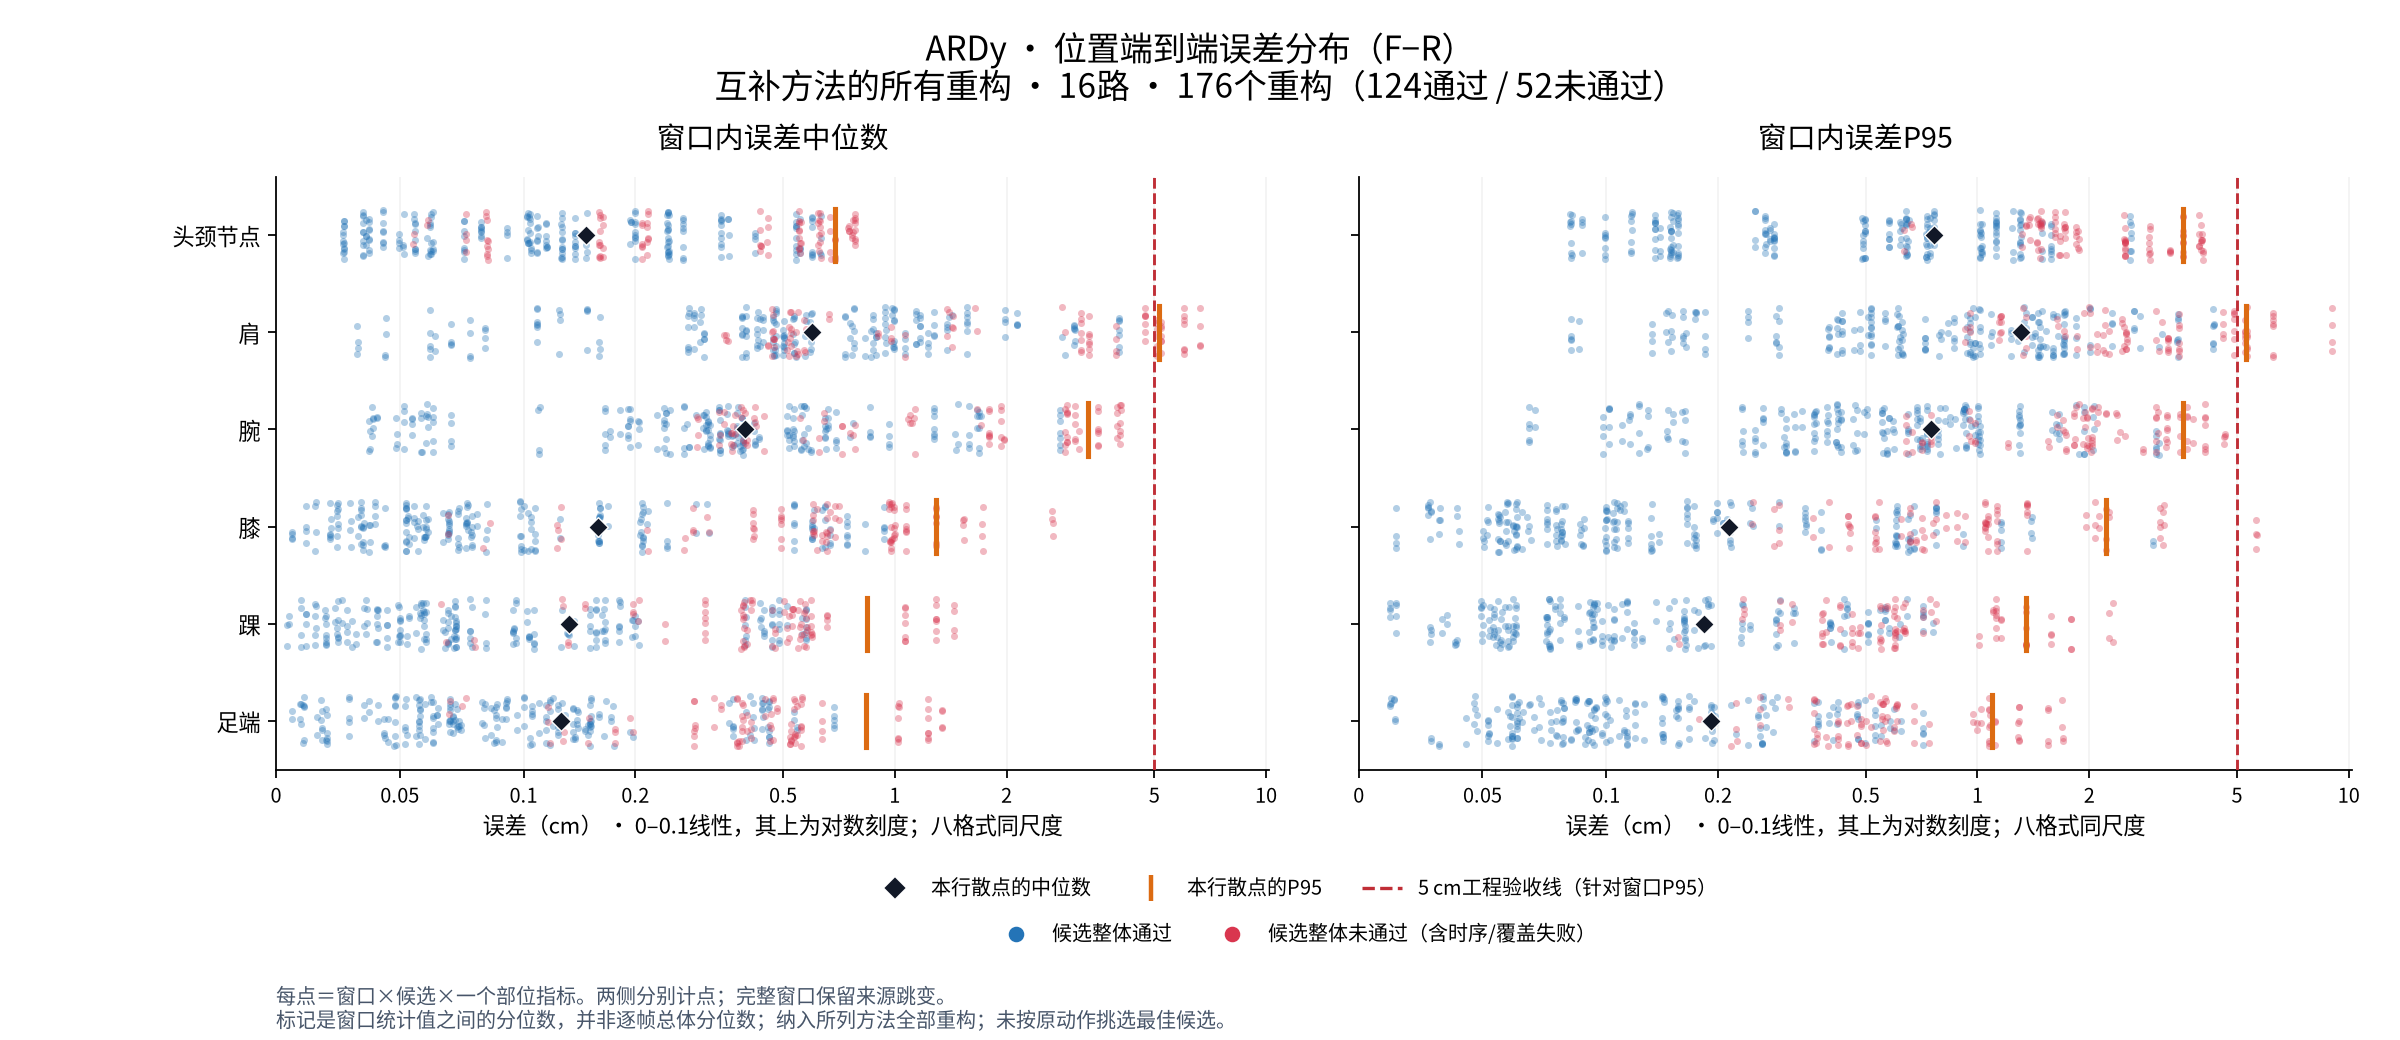 ARDy • 位置端到端误差分布（F−R）
互补方法的所有重构 • 16路 • 176个重构（124通过 / 52未通过）
窗口内误差中位数
窗口内误差P95
头颈节点
肩
腕
膝
踝
足端
0 0.05 0.1 0.2 0.5 1 2 5 10
0 0.05 0.1 0.2 0.5 1 2 5 10
误差（cm） • 0–0.1线性，其上为对数刻度；八格式同尺度
误差（cm） • 0–0.1线性，其上为对数刻度；八格式同尺度
本行散点的中位数
本行散点的P95
5 cm工程验收线（针对窗口P95）
候选整体通过
候选整体未通过（含时序/覆盖失败）
每点＝窗口×候选×一个部位指标。两侧分别计点；完整窗口保留来源跳变。
标记是窗口统计值之间的分位数，并非逐帧总体分位数；纳入所列方法全部重构；未按原动作挑选最佳候选。